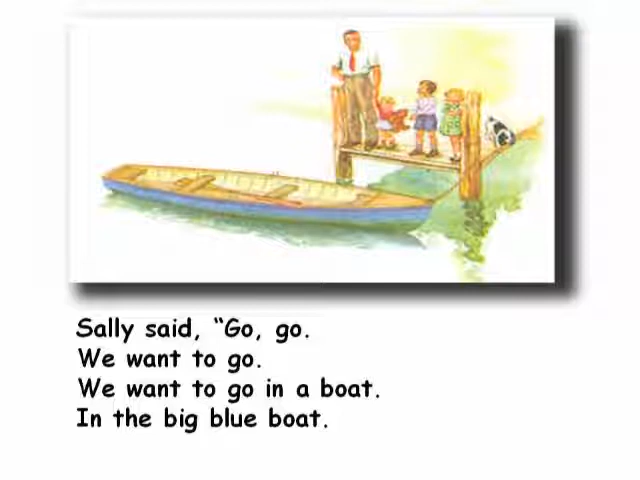 Sally said, “Go, go.
We want to go.
We want to go in a boat.
In the big blue boat.